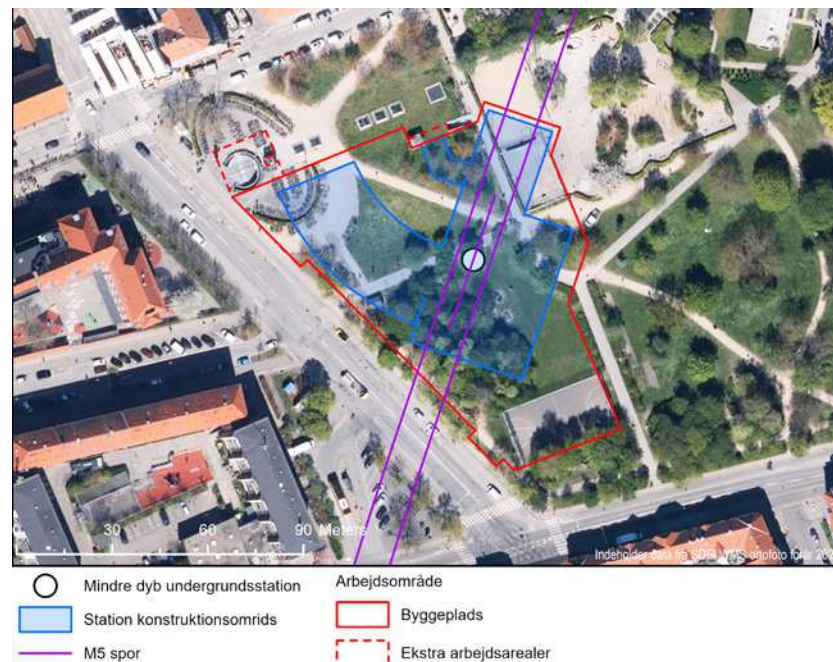 N
0 30 60 90 Meters
Indeholder data fra SDFI WMS ortofoto forår
Mindre dyb undergrundsstation
Station konstruktionsomrids
M5 spor
Arbejdsområde
Byggeplads
Ekstra arbejdsarealer